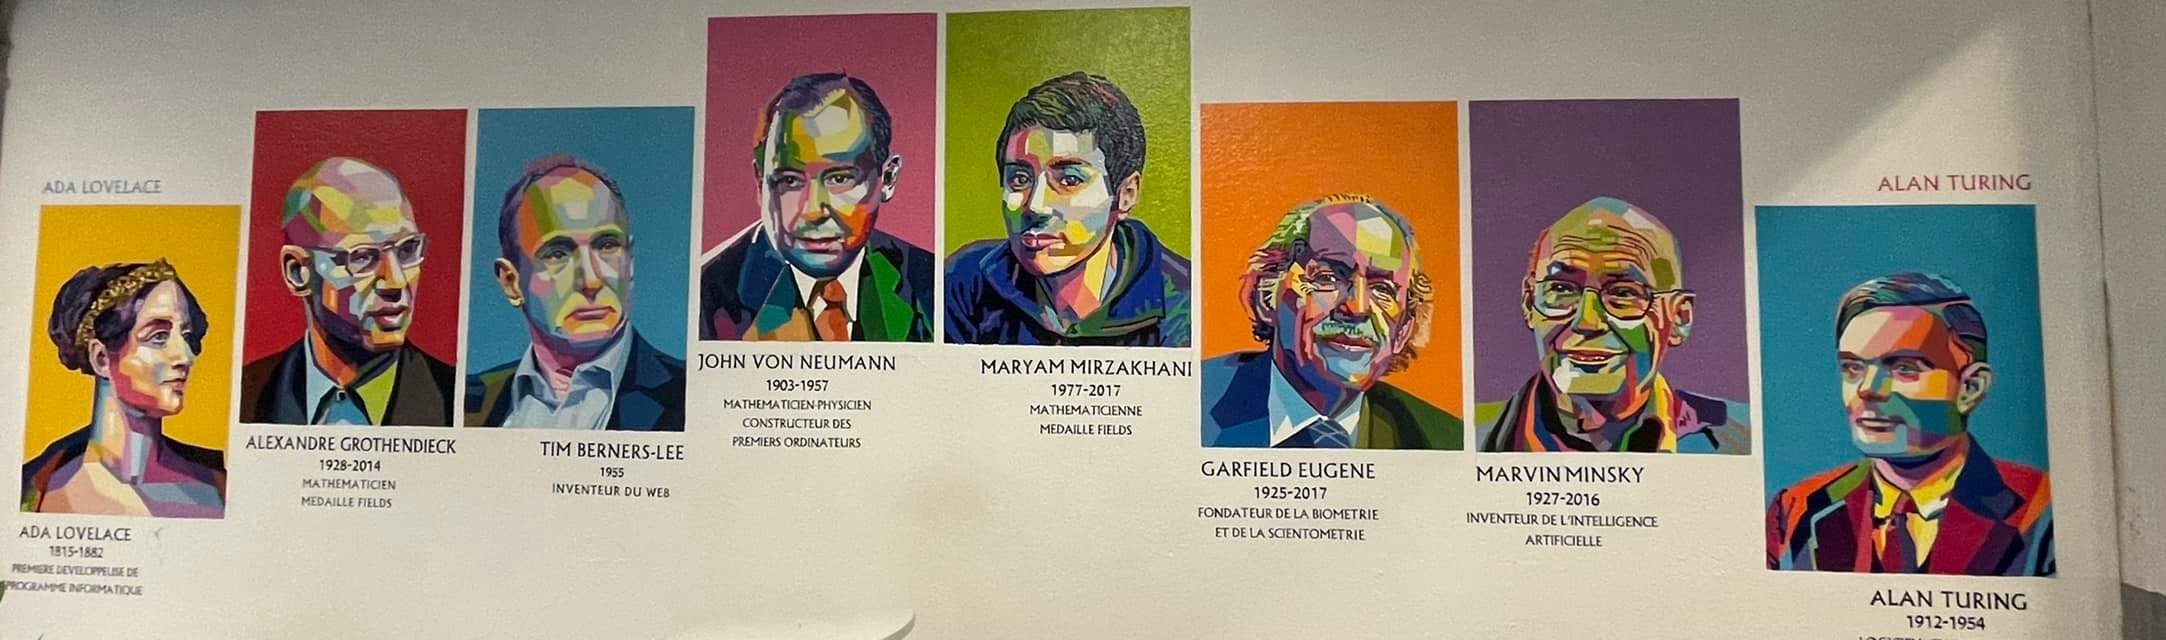 ADA LOVELACE
ADA LOVELACE
1815-1882
PREMIERE DEVELOPPEUSE DE
PROGRAMME INFORMATIQUE
ALEXANDRE GROTHENDIECK
1928-2014
MATHEMATICIEN
MEDAILLE FIELDS
TIM BERNERS-LEE
1955
INVENTEUR DU WEB
JOHN VON NEUMANN
1903-1957
MATHEMATICIEN-PHYSICIEN
CONSTRUCTEUR DES
PREMIERS ORDINATEURS
MARYAM MIRZAKHANI
1977-2017
MATHEMATICIENNE
MEDAILLE FIELDS
GARFIELD EUGENE
1925-2017
FONDATEUR DE LA BIOMETRIE
ET DE LA SCIENTOMETRIE
MARVIN MINSKY
1927-2016
INVENTEUR DE L'INTELLIGENCE
ARTIFICIELLE
ALAN TURING
ALAN TURING
1912-1954